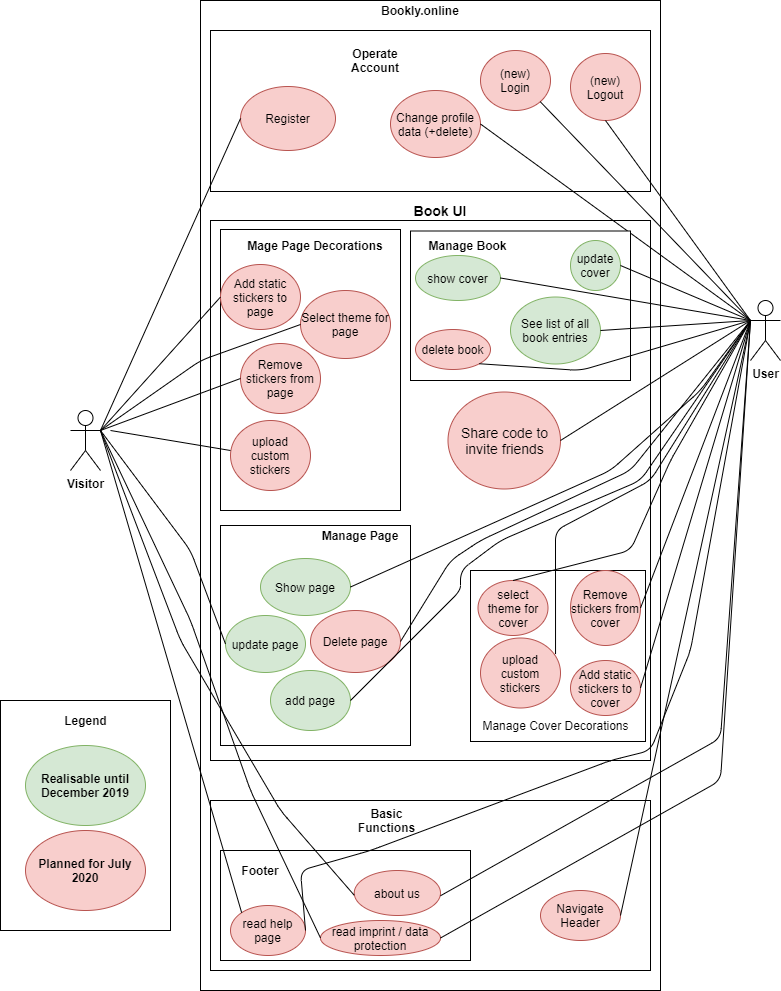 Bookly.online
Operate
Account
Register
Change profile
data (+delete)
(new)
Login
(new)
Logout
Book UI
Mage Page Decorations
Add static
stickers to
page
Select theme for
page
Remove
stickers from
page
upload
custom
stickers
Manage Book
show cover
update
cover
See list of all
book entries
delete book
Share code to
invite friends
Visitor
User
Manage Page
Show page
update page
Delete page
add page
select
theme for
cover
Remove
stickers from
cover
upload
custom
stickers
Add static
stickers to
cover
Manage Cover Decorations
Legend
Realisable until
December 2019
Planned for July
2020
Basic
Functions
Footer
about us
read help
page
read imprint / data
protection
Navigate
Header